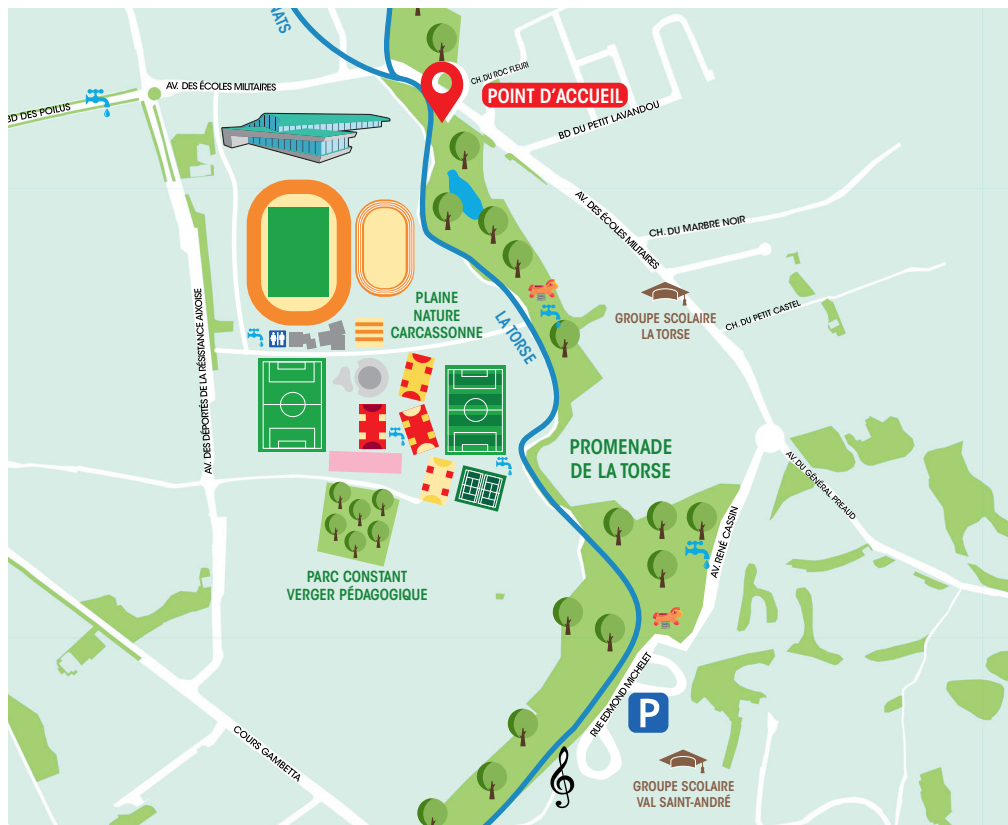 NATS
CH. DU ROC FLEURI
AV. DES ÉCOLES MILITAIRES
POINT D'ACCUEIL
BD DES POILUS
BD DU PETIT LAVANDOU
AV. DES ÉCOLES MILITAIRES
CH. DU MARBRE NOIR
PLAINE
NATURE
CARCASSONNE
LA TORSE
GROUPE SCOLAIRE
LA TORSE
CH. DU PETIT CASTEL
AV. DES DÉPORTÉS DE LA RÉSISTANCE AIXOISE
PROMENADE
DE LA TORSE
AV. DU GÉNÉRAL PREAUD
AV. RENÉ CASSIN
PARC CONSTANT
VERGER PÉDAGOGIQUE
RUE EDMOND MICHELET
P
COURS GAMBETTA
GROUPE SCOLAIRE
VAL SAINT-ANDRÉ